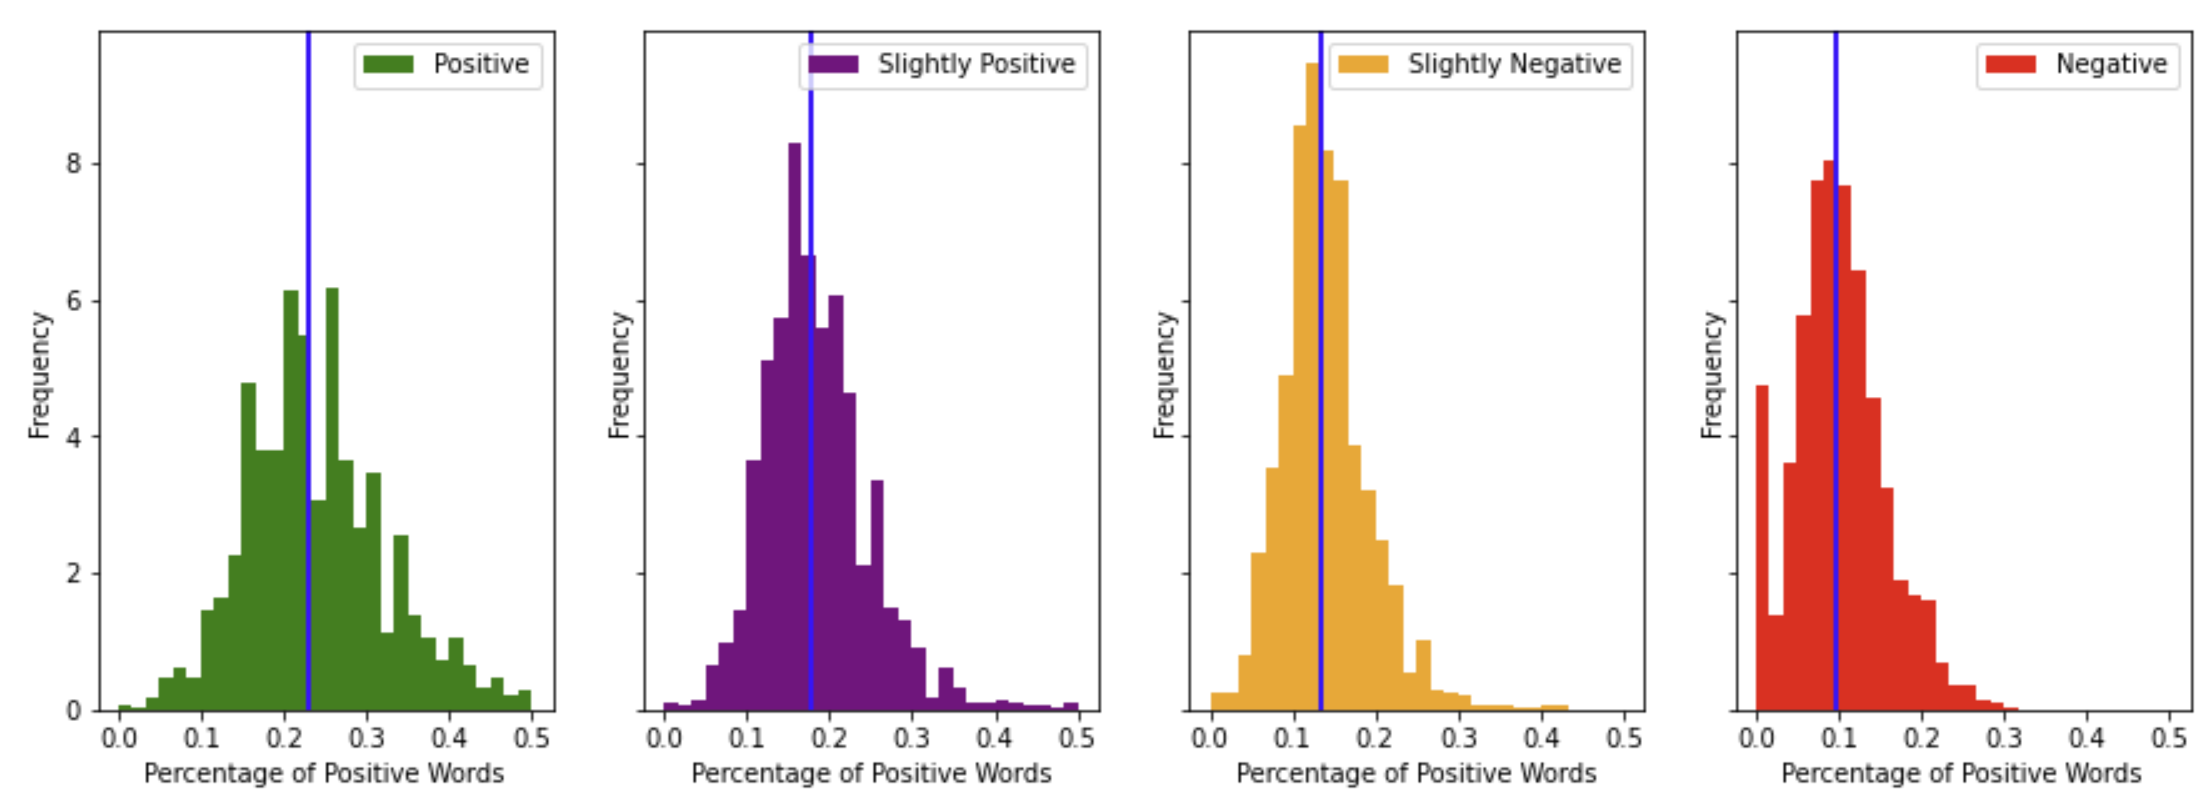 Positive
Frequency
8
6
4
2
0
0.0 0.1 0.2 0.3 0.4 0.5
Percentage of Positive Words
Slightly Positive
Frequency
0.0 0.1 0.2 0.3 0.4 0.5
Percentage of Positive Words
Slightly Negative
Frequency
0.0 0.1 0.2 0.3 0.4 0.5
Percentage of Positive Words
Negative
Frequency
0.0 0.1 0.2 0.3 0.4 0.5
Percentage of Positive Words